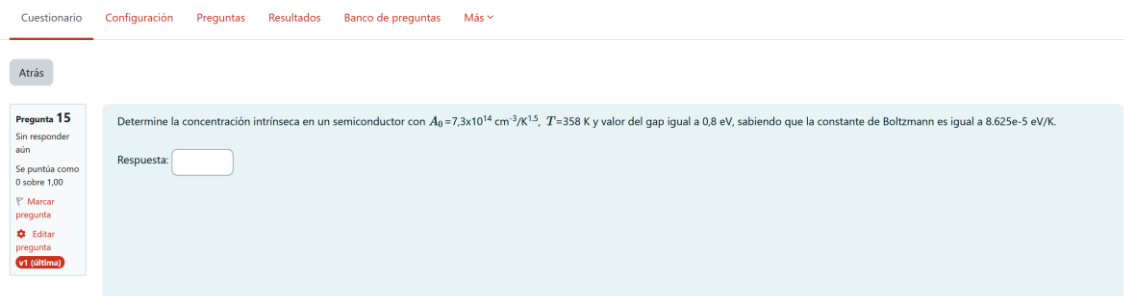 Cuestionario Configuración Preguntas Resultados Banco de preguntas Más
Atrás
Pregunta 15
Sin responder
aún
Se puntúa como
0 sobre 1,00
Marcar
pregunta
Editar
pregunta
v1 (última)
Determine la concentración intrínseca en un semiconductor con A₀=7,3x10¹⁴ cm⁻³/K¹·⁵, T=358 K y valor del gap igual a 0,8 eV, sabiendo que la constante de Boltzmann es igual a 8.625e-5 eV/K.
Respuesta: